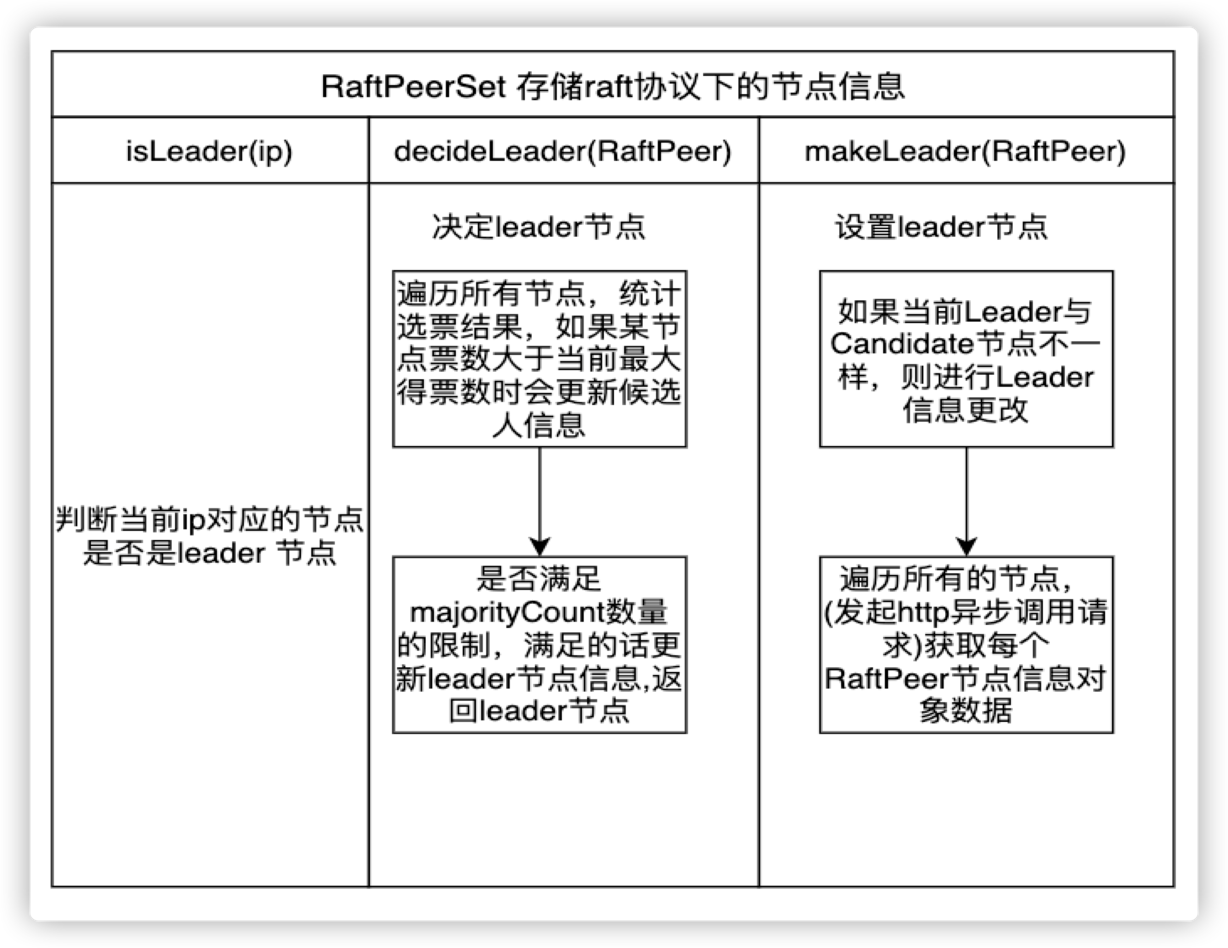 RaftPeerSet 存储raft协议下的节点信息
isLeader(ip)
decideLeader(RaftPeer)
makeLeader(RaftPeer)
判断当前ip对应的节点
是否是leader 节点
决定leader节点
遍历所有节点，统计
选票结果，如果某节
点票数大于当前最大
得票数时会更新候选
人信息
是否满足
majorityCount数量
的限制，满足的话更
新leader节点信息,返
回leader节点
设置leader节点
如果当前Leader与
Candidate节点不一
样，则进行Leader
信息更改
遍历所有的节点，
(发起http异步调用请
求)获取每个
RaftPeer节点信息对
象数据